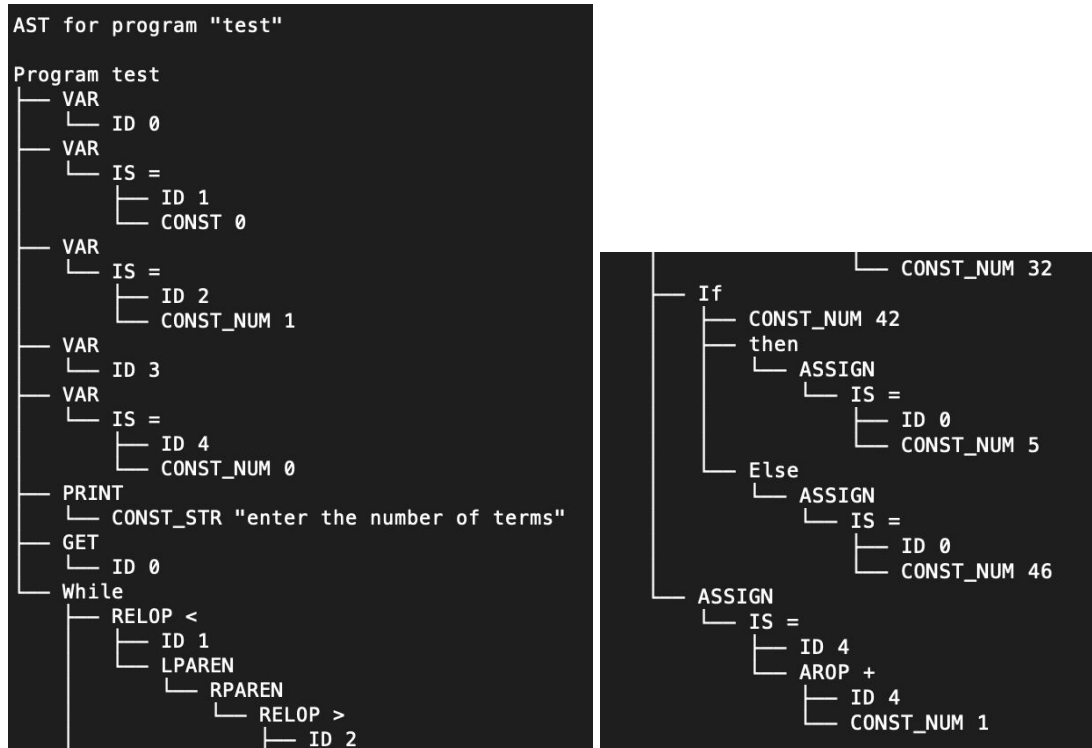 AST for program "test"
Program test
VAR
ID 0
VAR
IS =
ID 1
CONST 0
VAR
IS =
ID 2
CONST_NUM 1
VAR
ID 3
VAR
IS =
ID 4
CONST_NUM 0
PRINT
CONST_STR "enter the number of terms"
GET
ID 0
While
RELOP <
ID 1
LPAREN
RPAREN
RELOP >
ID 2
CONST_NUM 32
If
CONST_NUM 42
then
ASSIGN
IS =
ID 0
CONST_NUM 5
Else
ASSIGN
IS =
ID 0
CONST_NUM 46
ASSIGN
IS =
ID 4
AROP +
ID 4
CONST_NUM 1